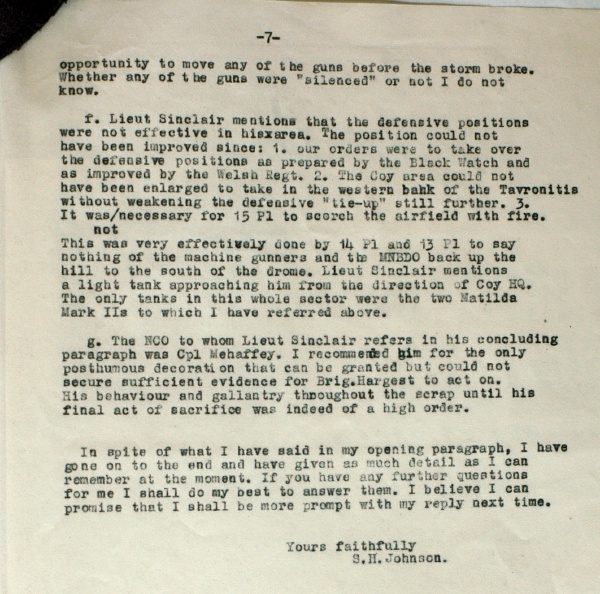 -7-
opportunity to move any of the guns before the storm broke.
Whether any of the guns were "silenced" or not I do not
know.
f. Lieut Sinclair mentions that the defensive positions
were not effective in hisxarea. The position could not
have been improved since: 1. our orders were to take over
the defensive positions as prepared by the Black Watch and
as improved by the Welsh Regt. 2. The Coy area could not
have been enlarged to take in the western bank of the Tavronitis
without weakening the defensive "tie-up" still further. 3.
It was/necessary for 15 Pl to scorch the airfield with fire.
not
This was very effectively done by 14 Pl and 13 Pl to say
nothing of the machine gunners and the MNBDO back up the
hill to the south of the drome. Lieut Sinclair mentions
a light tank approaching him from the direction of Coy HQ.
The only tanks in this whole sector were the two Matilda
Mark IIs to which I have referred above.
g. The NCO to whom Lieut Sinclair refers in his concluding
paragraph was Cpl Mehaffey. I recommended him for the only
posthumous decoration that can be granted but could not
secure sufficient evidence for Brig.Hargest to act on.
His behaviour and gallantry throughout the scrap until his
final act of sacrifice was indeed of a high order.
In spite of what I have said in my opening paragraph, I have
gone on to the end and have given as much detail as I can
remember at the moment. If you have any further questions
for me I shall do my best to answer them. I believe I can
promise that I shall be more prompt with my reply next time.
Yours faithfully
S.H.Johnson.